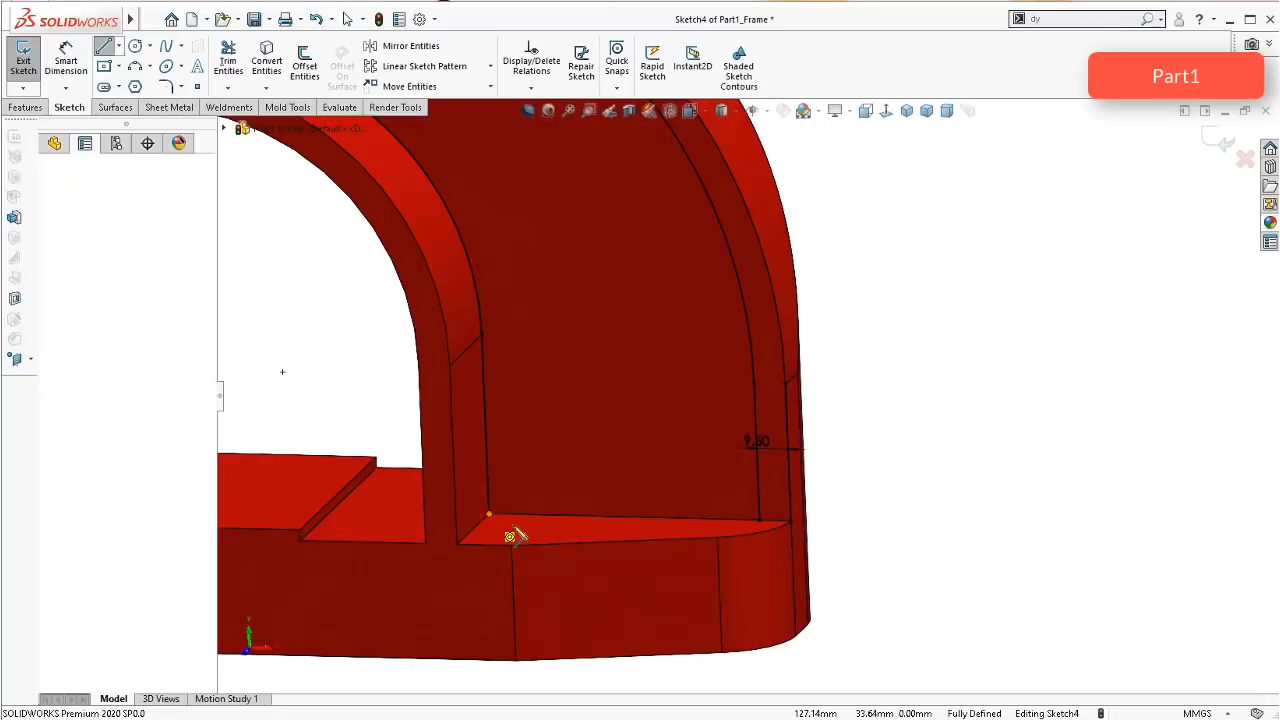 SOLIDWORKS
Sketch4 of Part1_Frame *
dy
Part1
Exit Sketch
Smart Dimension
Trim Entities
Convert Entities
Offset Entities
Offset On Surface
Mirror Entities
Linear Sketch Pattern
Move Entities
Display/Delete Relations
Repair Sketch
Quick Snaps
Rapid Sketch
Instant2D
Shaded Sketch Contours
Features Sketch Surfaces Sheet Metal Weldments Mold Tools Evaluate Render Tools
9.50
Y
Model 3D Views Motion Study 1
SOLIDWORKS Premium 2020 SP0.0 127.14mm 33.64mm 0.00mm Fully Defined Editing Sketch4 MMGS